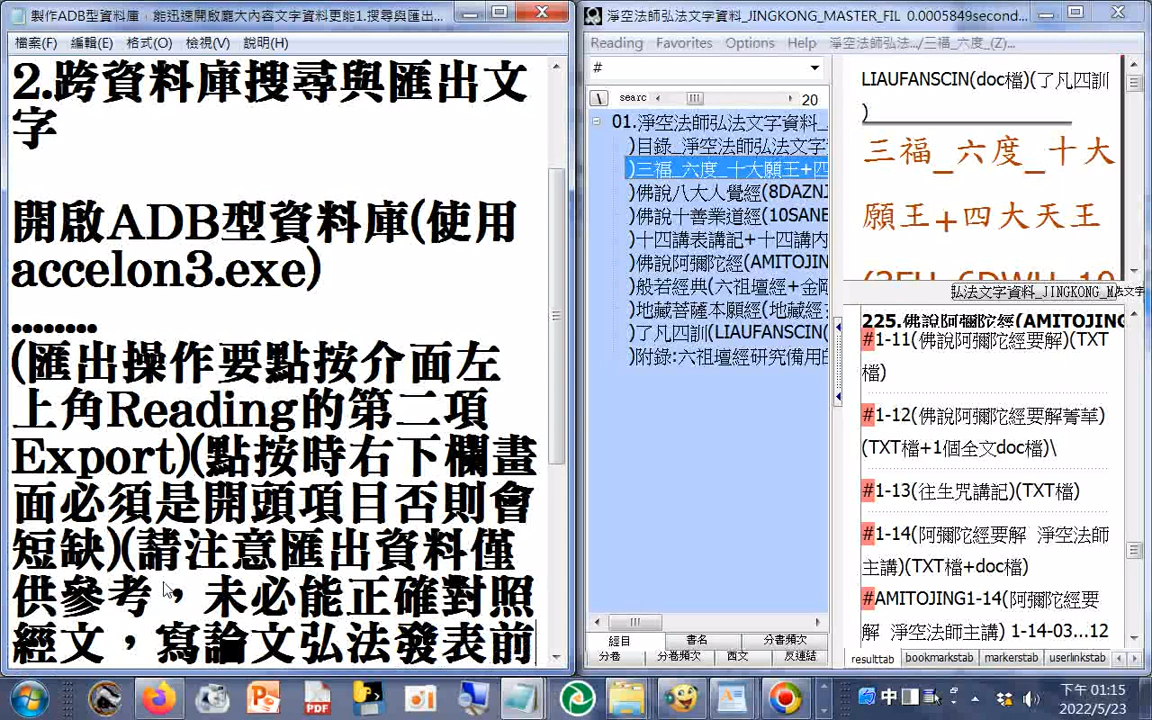 製作ADB型資料庫，能迅速開啟龐大內容文字資料更能1.搜尋與匯出...
檔案(F) 編輯(E) 格式(O) 檢視(V) 說明(H)
2.跨資料庫搜尋與匯出文
字
開啟ADB型資料庫(使用
accelon3.exe)
........
(匯出操作要點按介面左
上角Reading的第二項
Export)(點按時右下欄畫
面必須是開頭項目否則會
短缺)(請注意匯出資料僅
供參考，未必能正確對照
經文，寫論文弘法發表前
淨空法師弘法文字資料_JINGKONG_MASTER_FIL 0.0005849second...
Reading Favorites Options Help 淨空法師弘法.../三福_六度_(Z)...
#
searc 20
01.淨空法師弘法文字資料_
)目錄_淨空法師弘法文字
)三福_六度_十大願王+四
)佛說八大人覺經(8DAZNJ
)佛說十善業道經(10SANE
)十四講表講記+十四講內
)佛說阿彌陀經(AMITOJIN
)般若經典(六祖壇經+金剛
)地藏菩薩本願經(地藏經
)了凡四訓(LIAUFANSCIN(
)附錄:六祖壇經研究備用
經目 書名 分書頻次
分卷 分卷頻次 西文 反連結
LIAUFANSCIN(doc檔)(了凡四訓
)
三福_六度_十大
願王+四大天王
弘法文字資料_JINGKONG_MA文字
225.佛說阿彌陀經(AMITOJING
#1-11(佛說阿彌陀經要解)(TXT
檔)
#1-12(佛說阿彌陀經要解菁華)
(TXT檔+1個全文doc檔)\
#1-13(往生咒講記)(TXT檔)
#1-14(阿彌陀經要解 淨空法師
主講)(TXT檔+doc檔)
#AMITOJING1-14(阿彌陀經要
解 淨空法師主講) 1-14-03...12
resulttab bookmarkstab markerstab userlinkstab
PDF
中
下午 01:15
2022/5/23